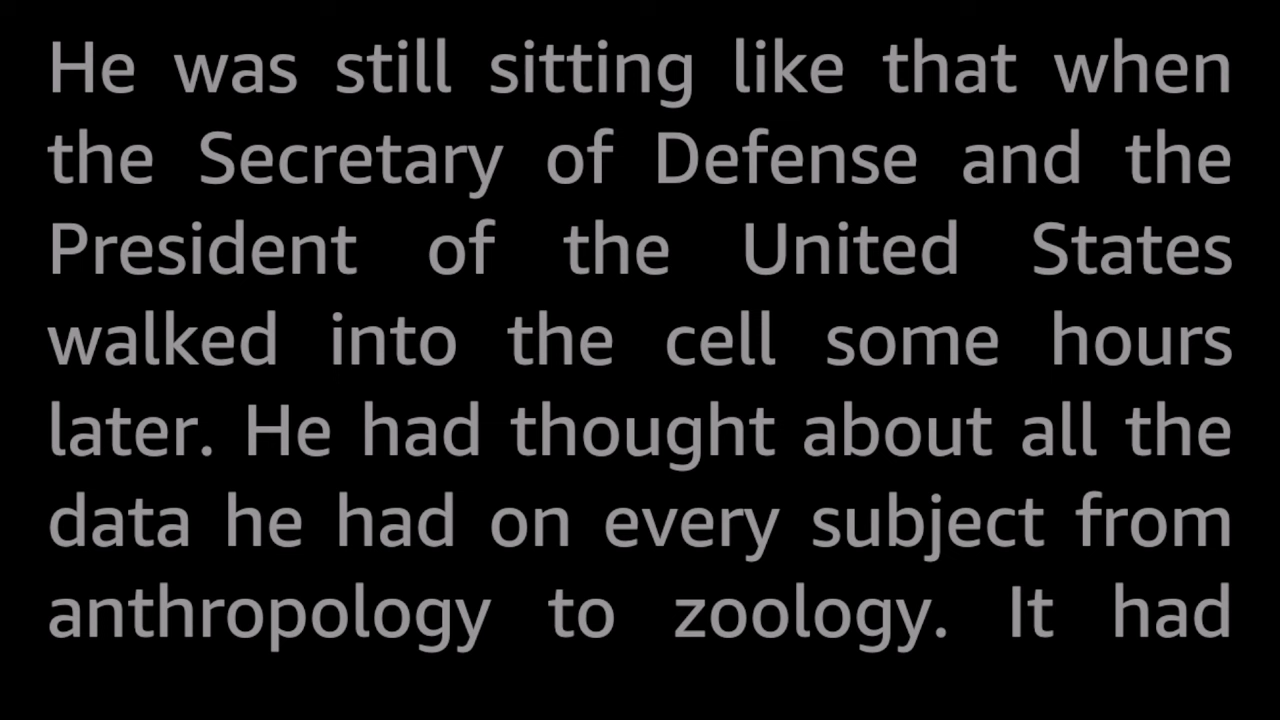 He was still sitting like that when
the Secretary of Defense and the
President of the United States
walked into the cell some hours
later. He had thought about all the
data he had on every subject from
anthropology to zoology. It had